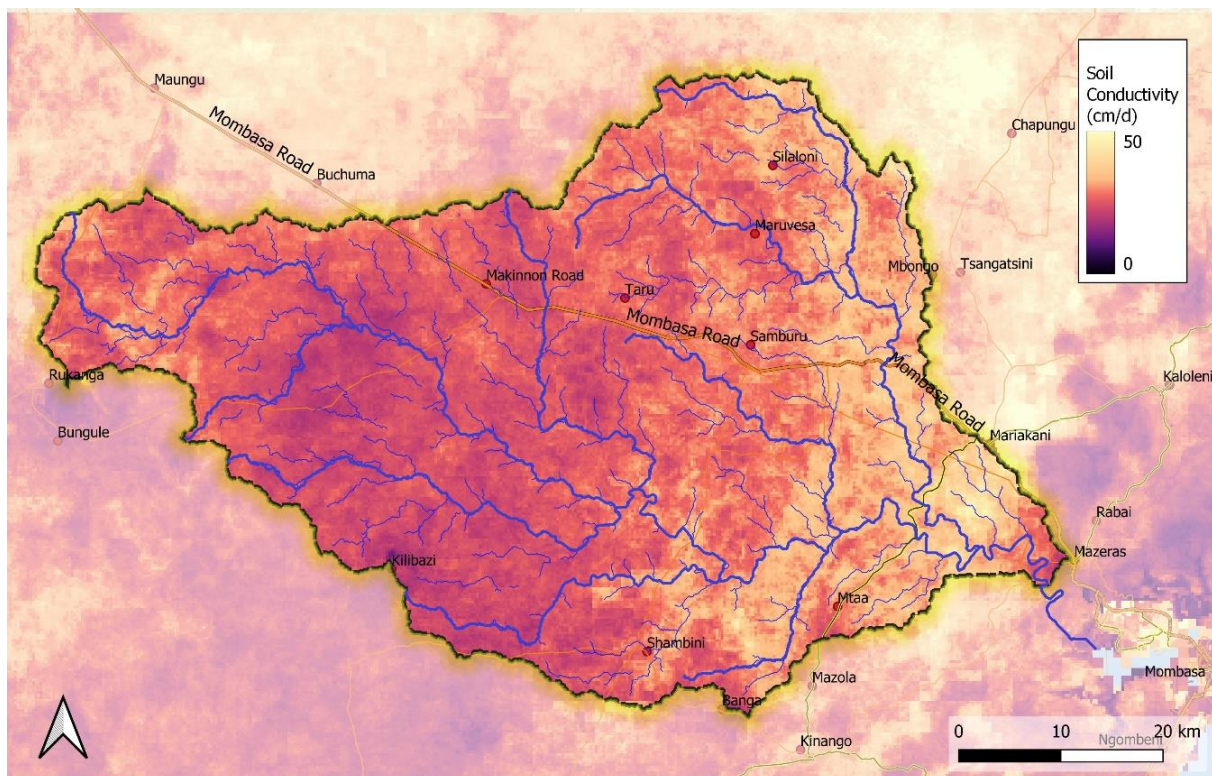 Soil
Conductivity
(cm/d)
50
0
Maungu
Mombasa Road
Buchuma
Chapungu
Silaloni
Maruvesa
Mbongo
Tsangatsini
Makinnon Road
Taru
Mombasa Road
Samburu
Mombasa Road
Kaloleni
Rukanga
Bungule
Mariakani
Rabai
Mazeras
Kilibazi
Mtaa
Shambini
Mazola
Mombasa
Banga
Kinango
Ngombeni
0 10 20 km